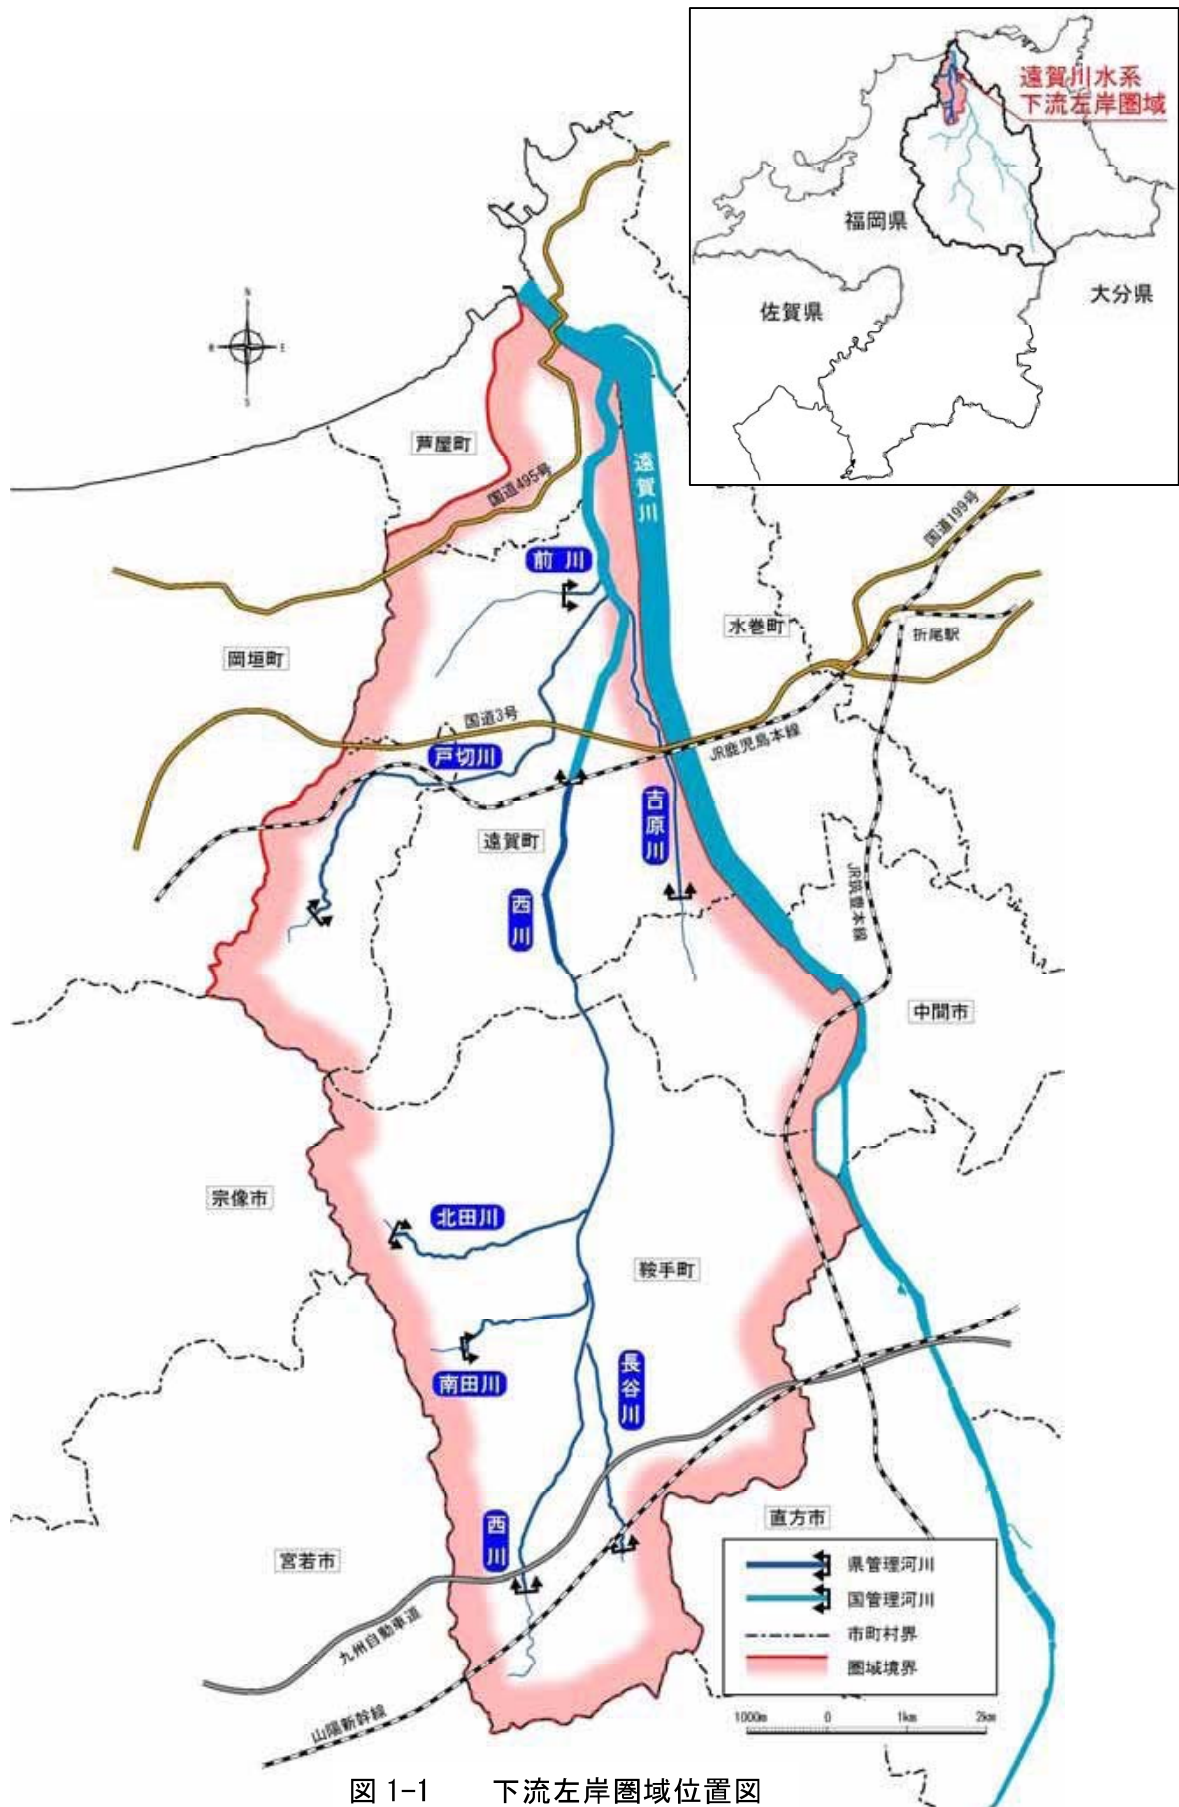 遠賀川水系
下流左岸圏域
福岡県
佐賀県
大分県
N
E
S
芦屋町
国道495号
遠賀川
国道199号
前川
水巻町
折尾駅
岡垣町
国道3号
JR鹿児島本線
戸切川
吉原川
遠賀町
JR筑豊本線
西川
中間市
宗像市
北田川
鞍手町
長谷川
南田川
西川
直方市
宮若市
九州自動車道
山陽新幹線
県管理河川
国管理河川
市町村界
圏域境界
1000m 0 1km 2km
図 1-1 下流左岸圏域位置図